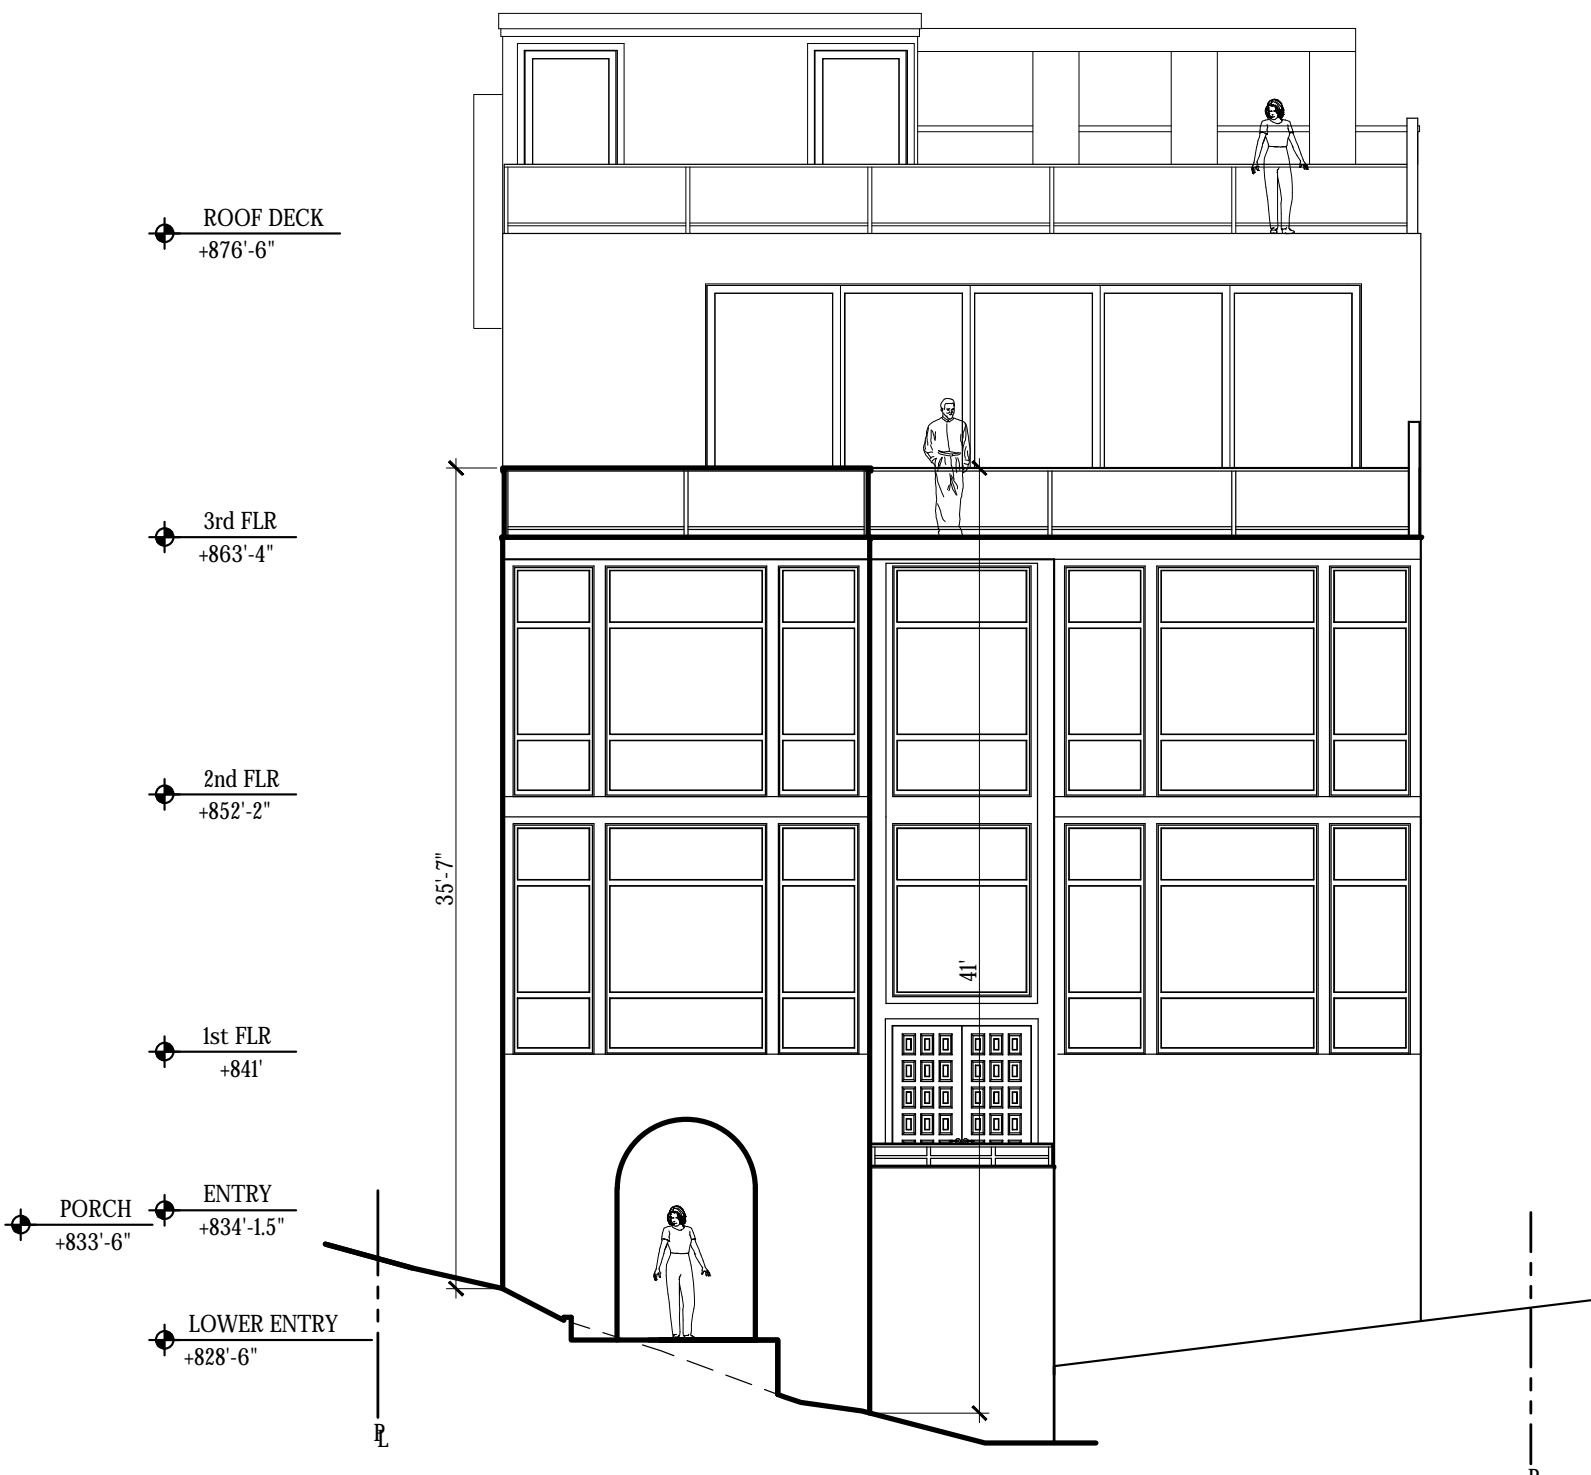 ROOF DECK
+876'-6"
3rd FLR
+863'-4"
2nd FLR
+852'-2"
35'-7"
41'
1st FLR
+841'
ENTRY
+834'-1.5"
PORCH
+833'-6"
LOWER ENTRY
+828'-6"
PL
P